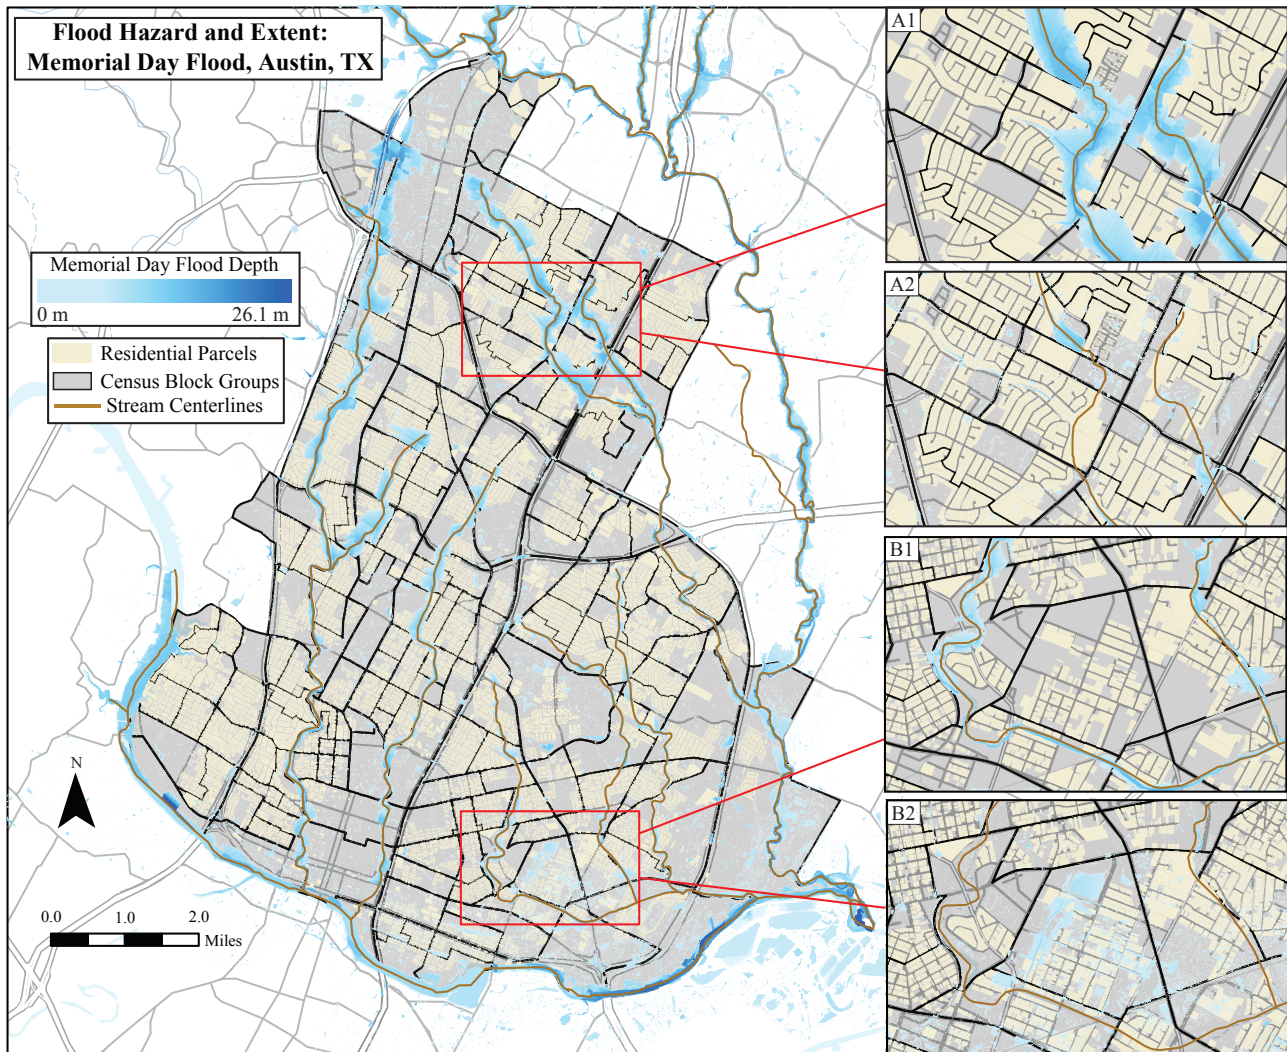 Flood Hazard and Extent:
Memorial Day Flood, Austin, TX
Memorial Day Flood Depth
0 m 26.1 m
Residential Parcels
Census Block Groups
Stream Centerlines
N
0.0 1.0 2.0
Miles
A1
A2
B1
B2